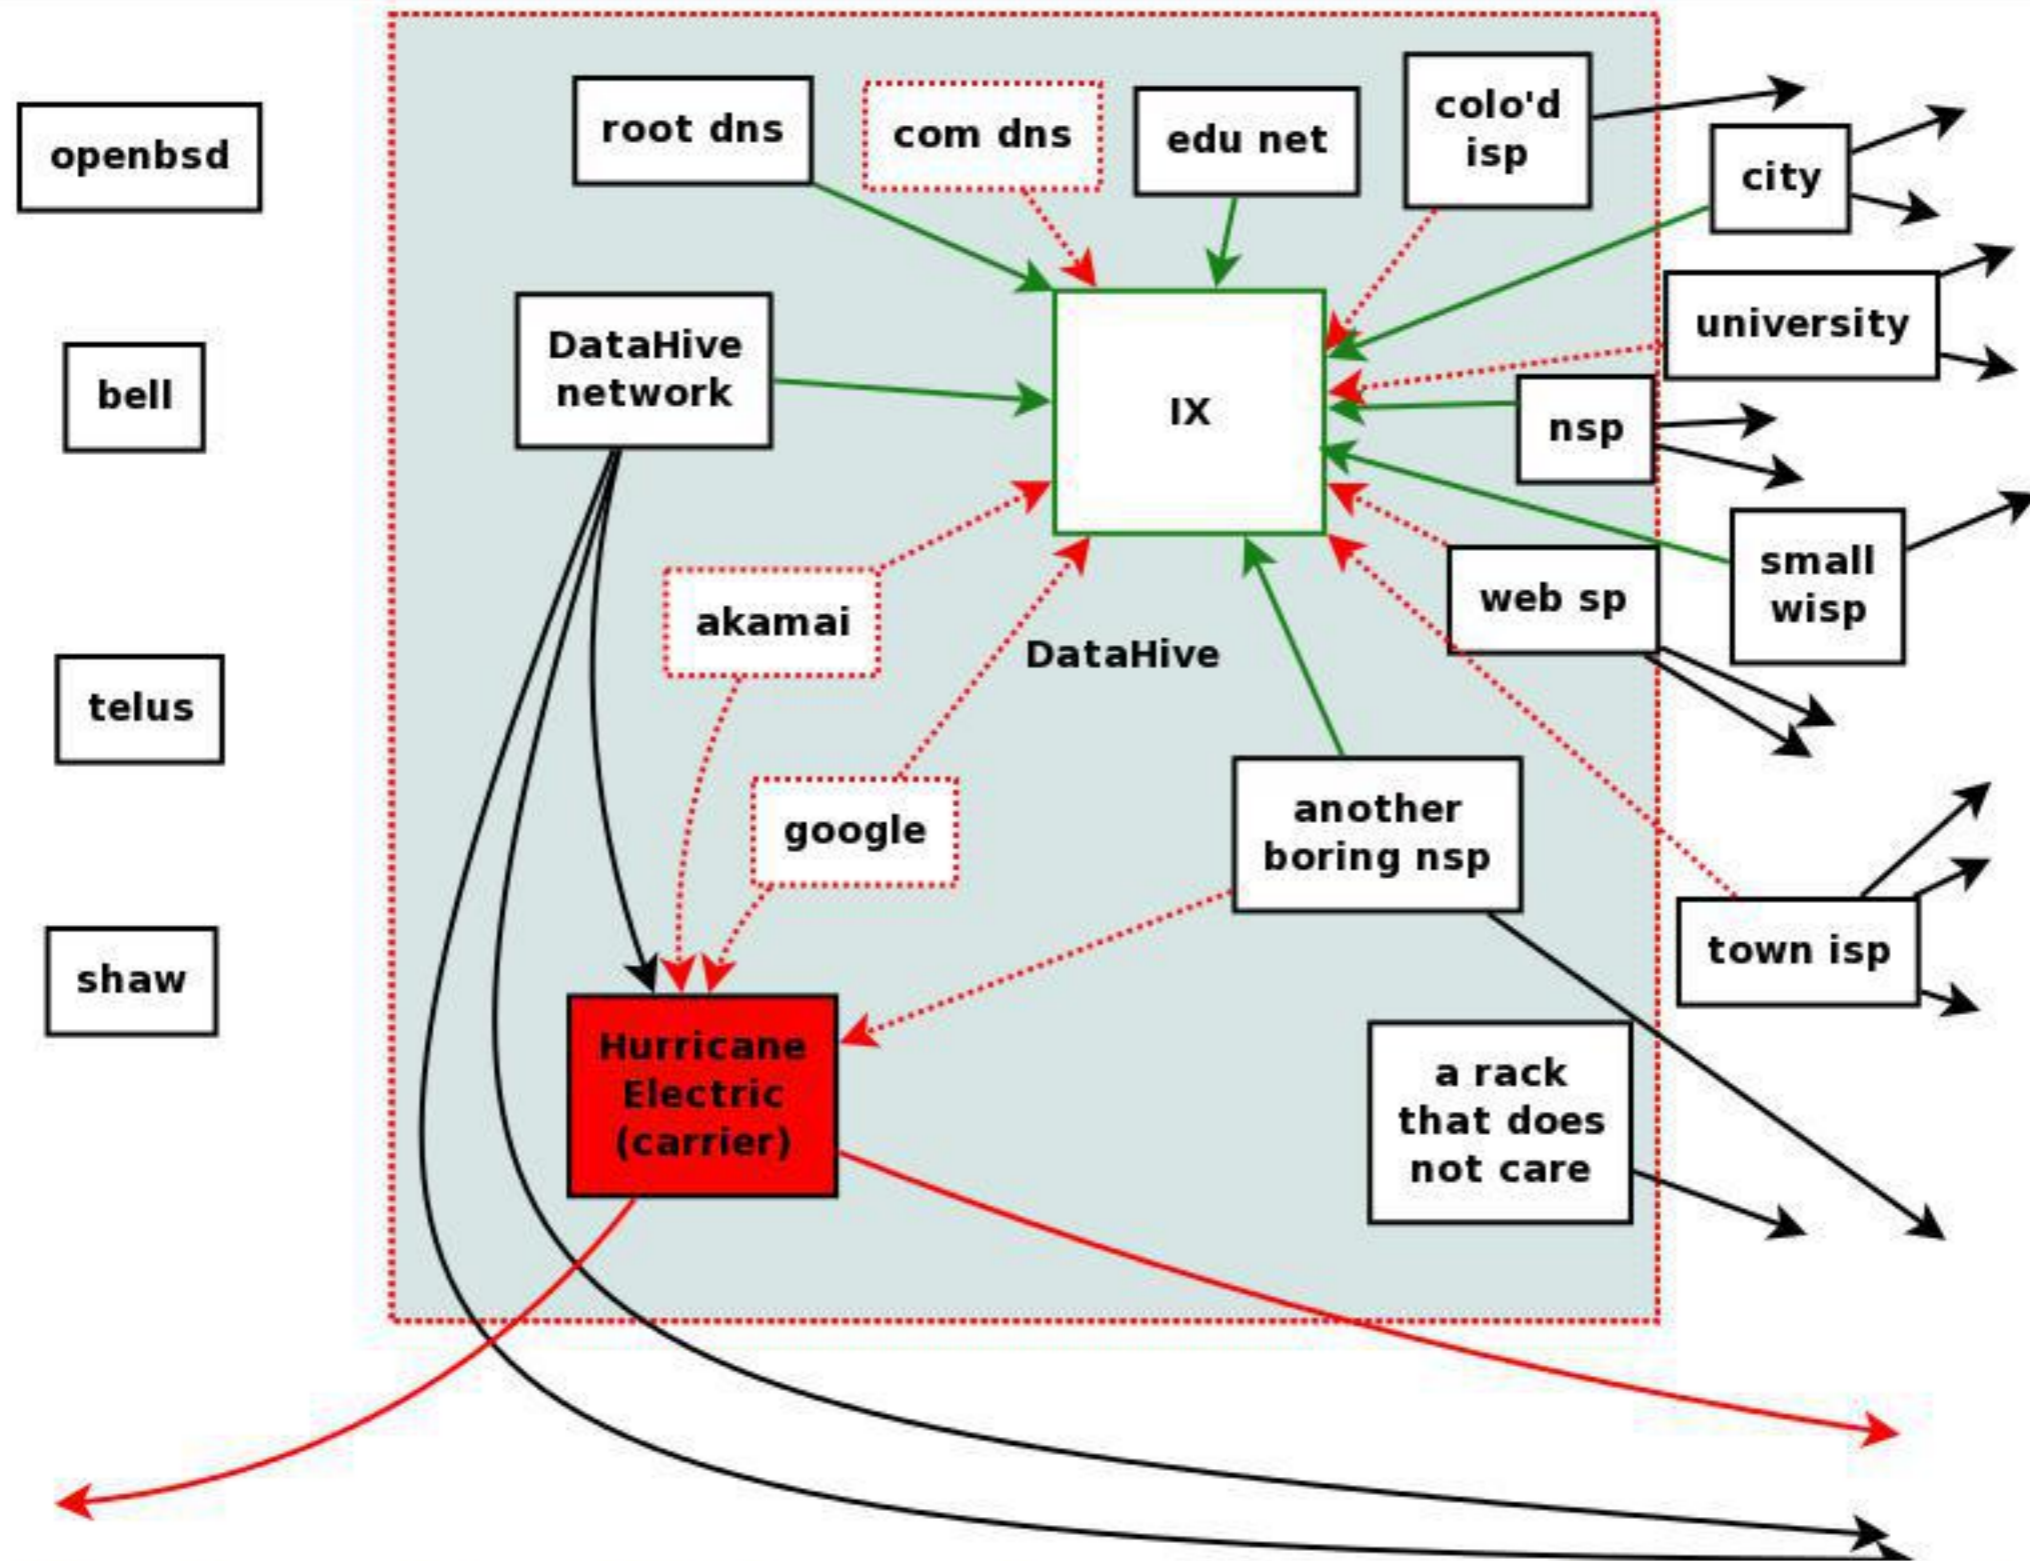 openbsd
root dns
com dns
edu net
colo'd
isp
city
university
bell
DataHive
network
IX
nsp
small
wisp
akamai
web sp
DataHive
telus
google
another
boring nsp
shaw
town isp
Hurricane
Electric
(carrier)
a rack
that does
not care